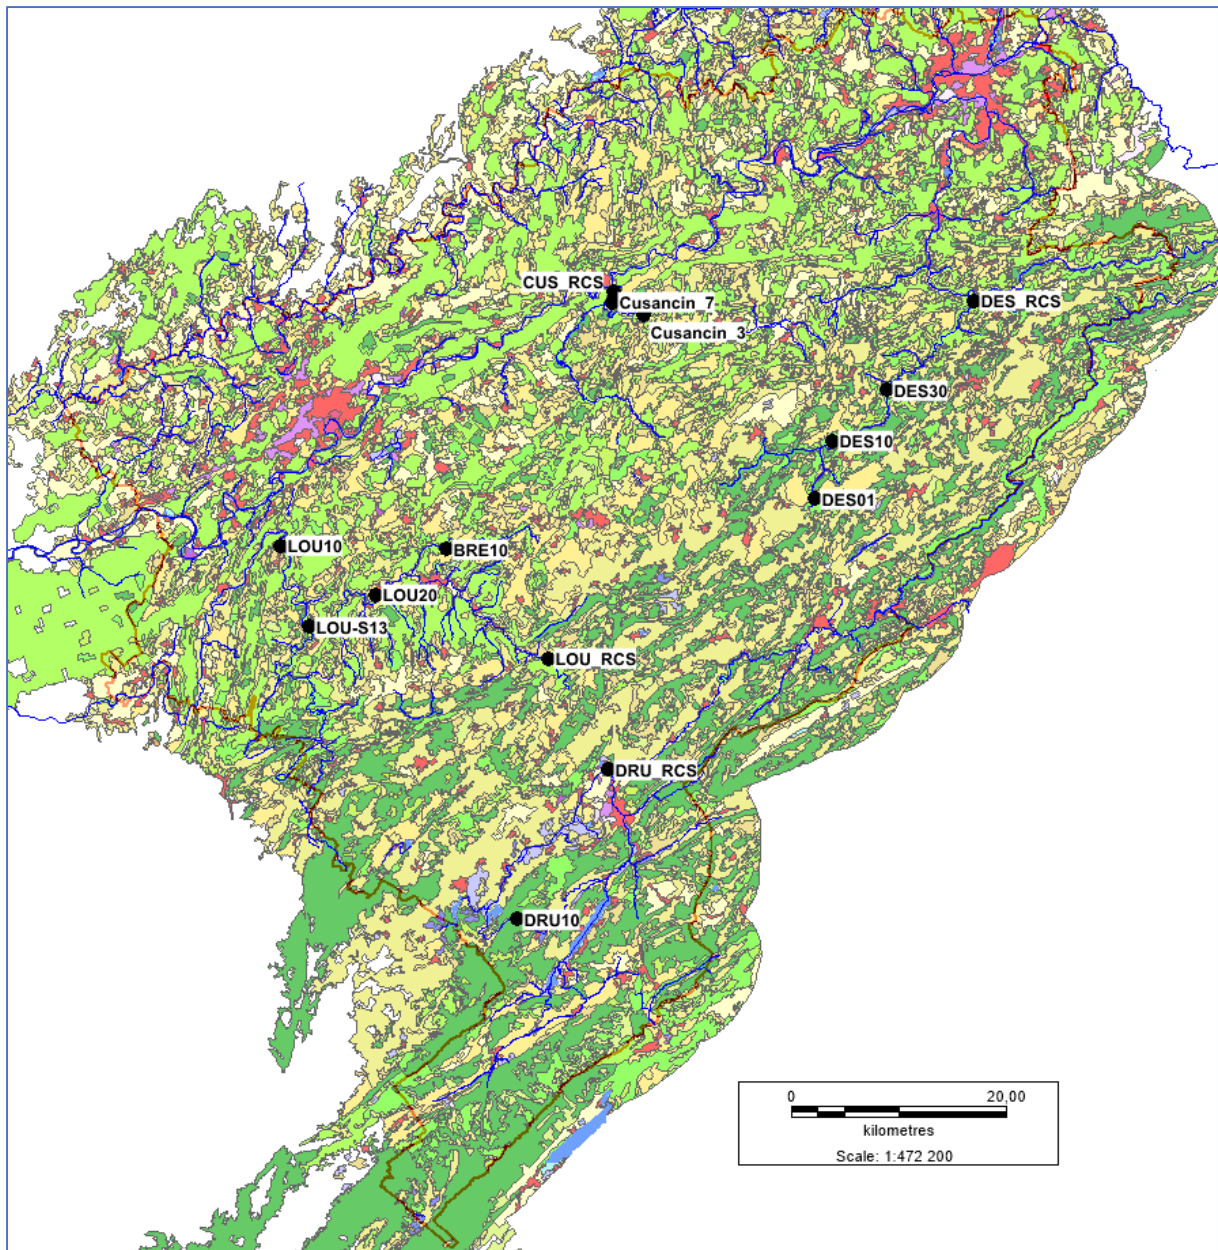 CUS_RCS
Cusancin_7
DES_RCS
Cusancin_3
DES30
DES10
DES01
LOU10
BRE10
LOU20
LOU-S13
LOU_RCS
DRU_RCS
DRU10
0 20,00
kilometres
Scale: 1:472 200